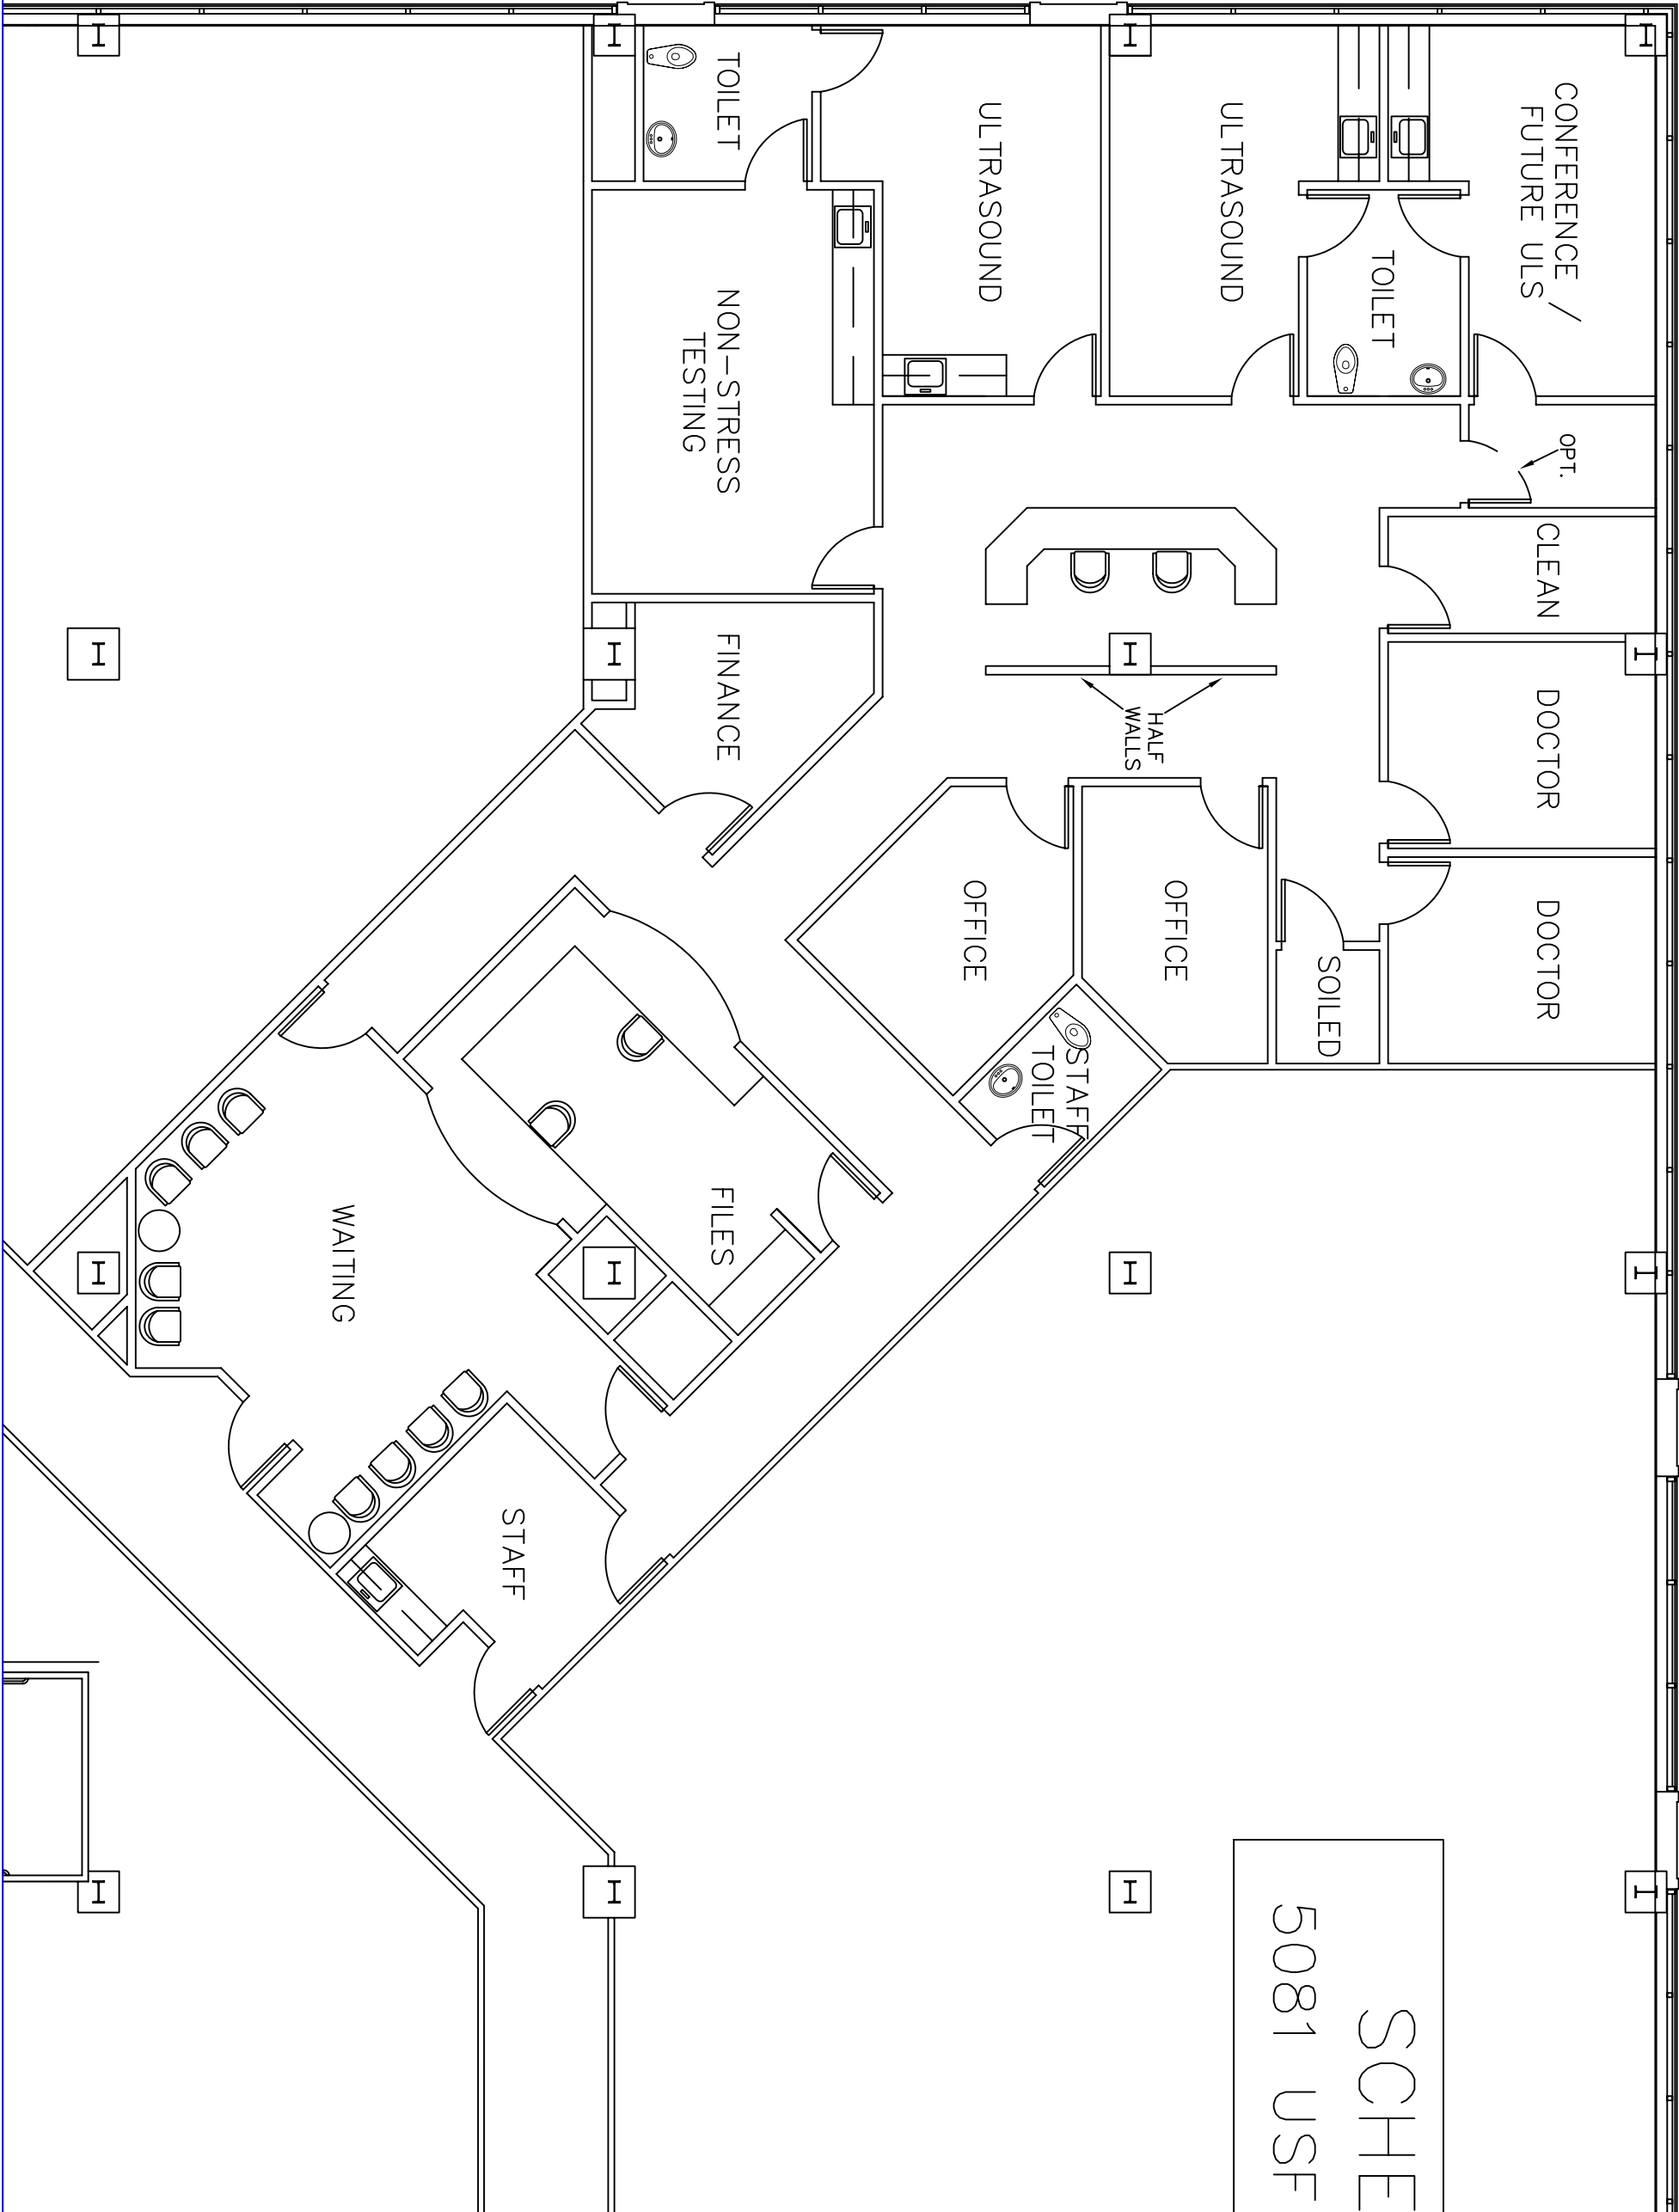 CONFERENCE /
FUTURE ULS
OPT.
CLEAN
DOCTOR
DOCTOR
TOILET
SOILED
SCHE
5081 USF
ULTRASOUND
HALF
WALLS
OFFICE
ULTRASOUND
OFFICE
STAFF
TOILET
TOILET
NON-STRESS
TESTING
FINANCE
FILES
STAFF
WAITING